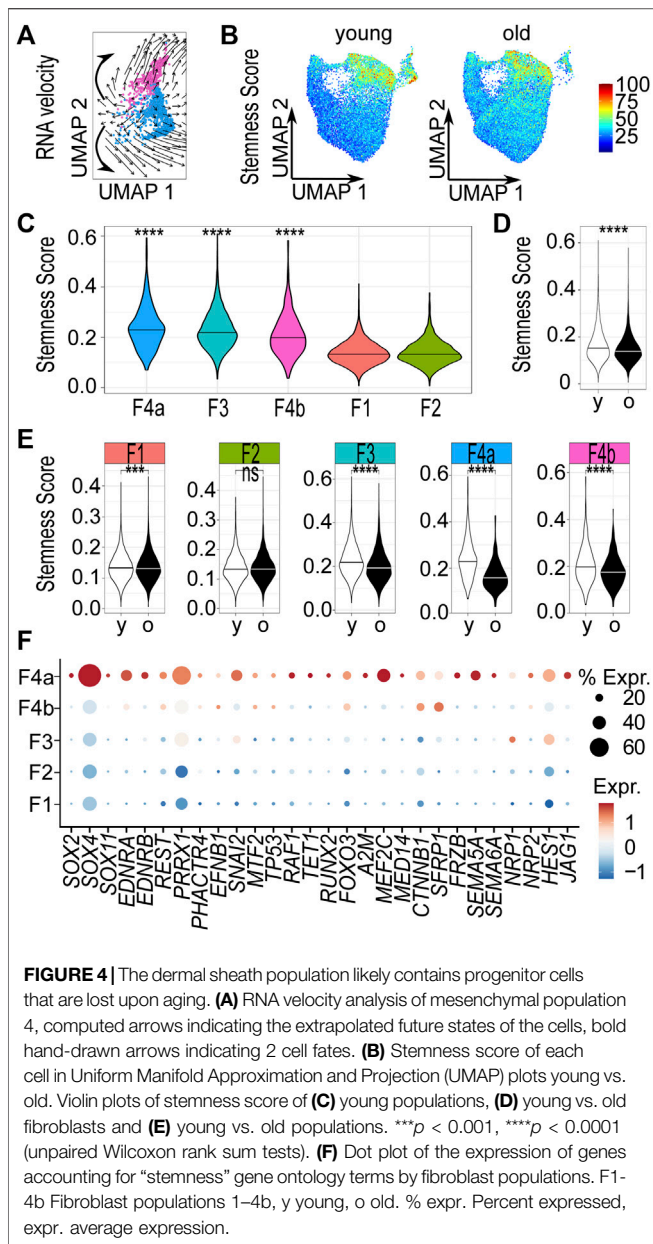 A
RNA velocity
UMAP 2
UMAP 1
B
young
old
Stemness Score
UMAP 2
UMAP 1
UMAP 2
UMAP 1
100
75
50
25
C
Stemness Score
0.6
0.4
0.2
0.0
**** **** ****
F4a F3 F4b F1 F2
D
Stemness Score
0.6
0.4
0.2
0
****
y o
E
Stemness Score
F1
***
0.4
0.3
0.2
0.1
0.0
y o
F2
ns
0.4
0.3
0.2
0.1
0.0
y o
F3
****
0.6
0.4
0.2
0.0
y o
F4a
****
0.6
0.4
0.2
0.0
y o
F4b
****
0.6
0.4
0.2
0.0
y o
F
F4a
F4b
F3
F2
F1
SOX2 SOX4 SOX11 EDNRA EDNRB REST PRRX1 PHACTR4 EFNB1 SNAI2 MTF2 TP53 RAF1 TET1 RUNX2 FOXO3 A2M MEF2C MED14 CTNNB1 SFRP1 FRZB SEMA5A SEMA6A NRP1 NRP2 HES1 JAG1
% Expr.
20
40
60
Expr.
1
0
−1
FIGURE 4 | The dermal sheath population likely contains progenitor cells
that are lost upon aging. (A) RNA velocity analysis of mesenchymal population
4, computed arrows indicating the extrapolated future states of the cells, bold
hand-drawn arrows indicating 2 cell fates. (B) Stemness score of each
cell in Uniform Manifold Approximation and Projection (UMAP) plots young vs.
old. Violin plots of stemness score of (C) young populations, (D) young vs. old
fibroblasts and (E) young vs. old populations. ***p < 0.001, ****p < 0.0001
(unpaired Wilcoxon rank sum tests). (F) Dot plot of the expression of genes
accounting for “stemness” gene ontology terms by fibroblast populations. F1-
4b Fibroblast populations 1–4b, y young, o old. % expr. Percent expressed,
expr. average expression.